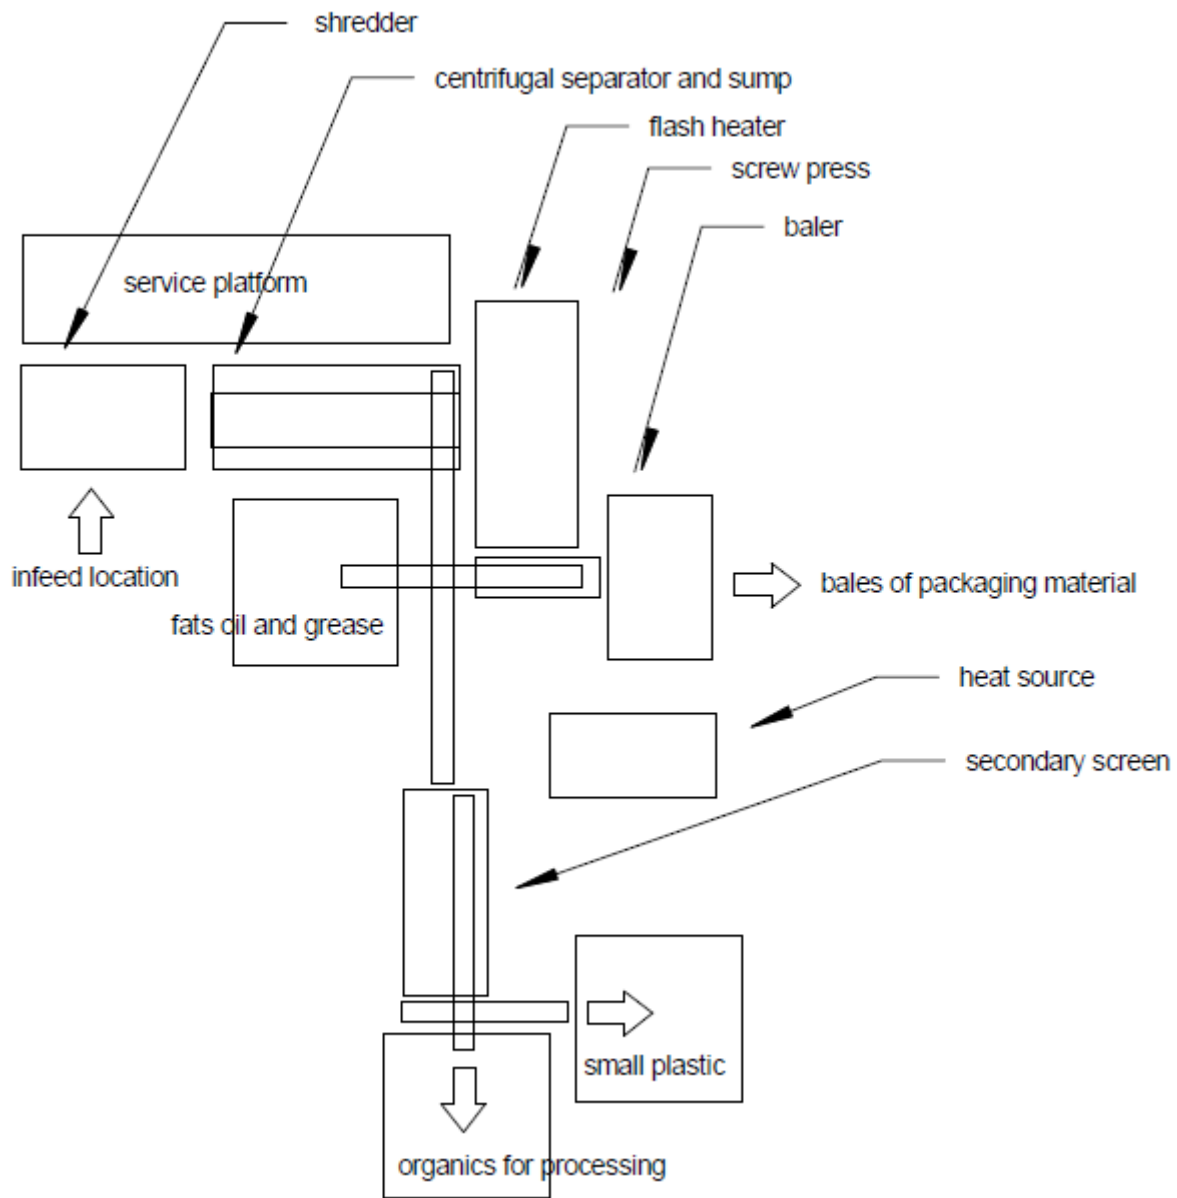 shredder
centrifugal separator and sump
flash heater
screw press
baler
service platform
infeed location
bales of packaging material
fats oil and grease
heat source
secondary screen
small plastic
organics for processing